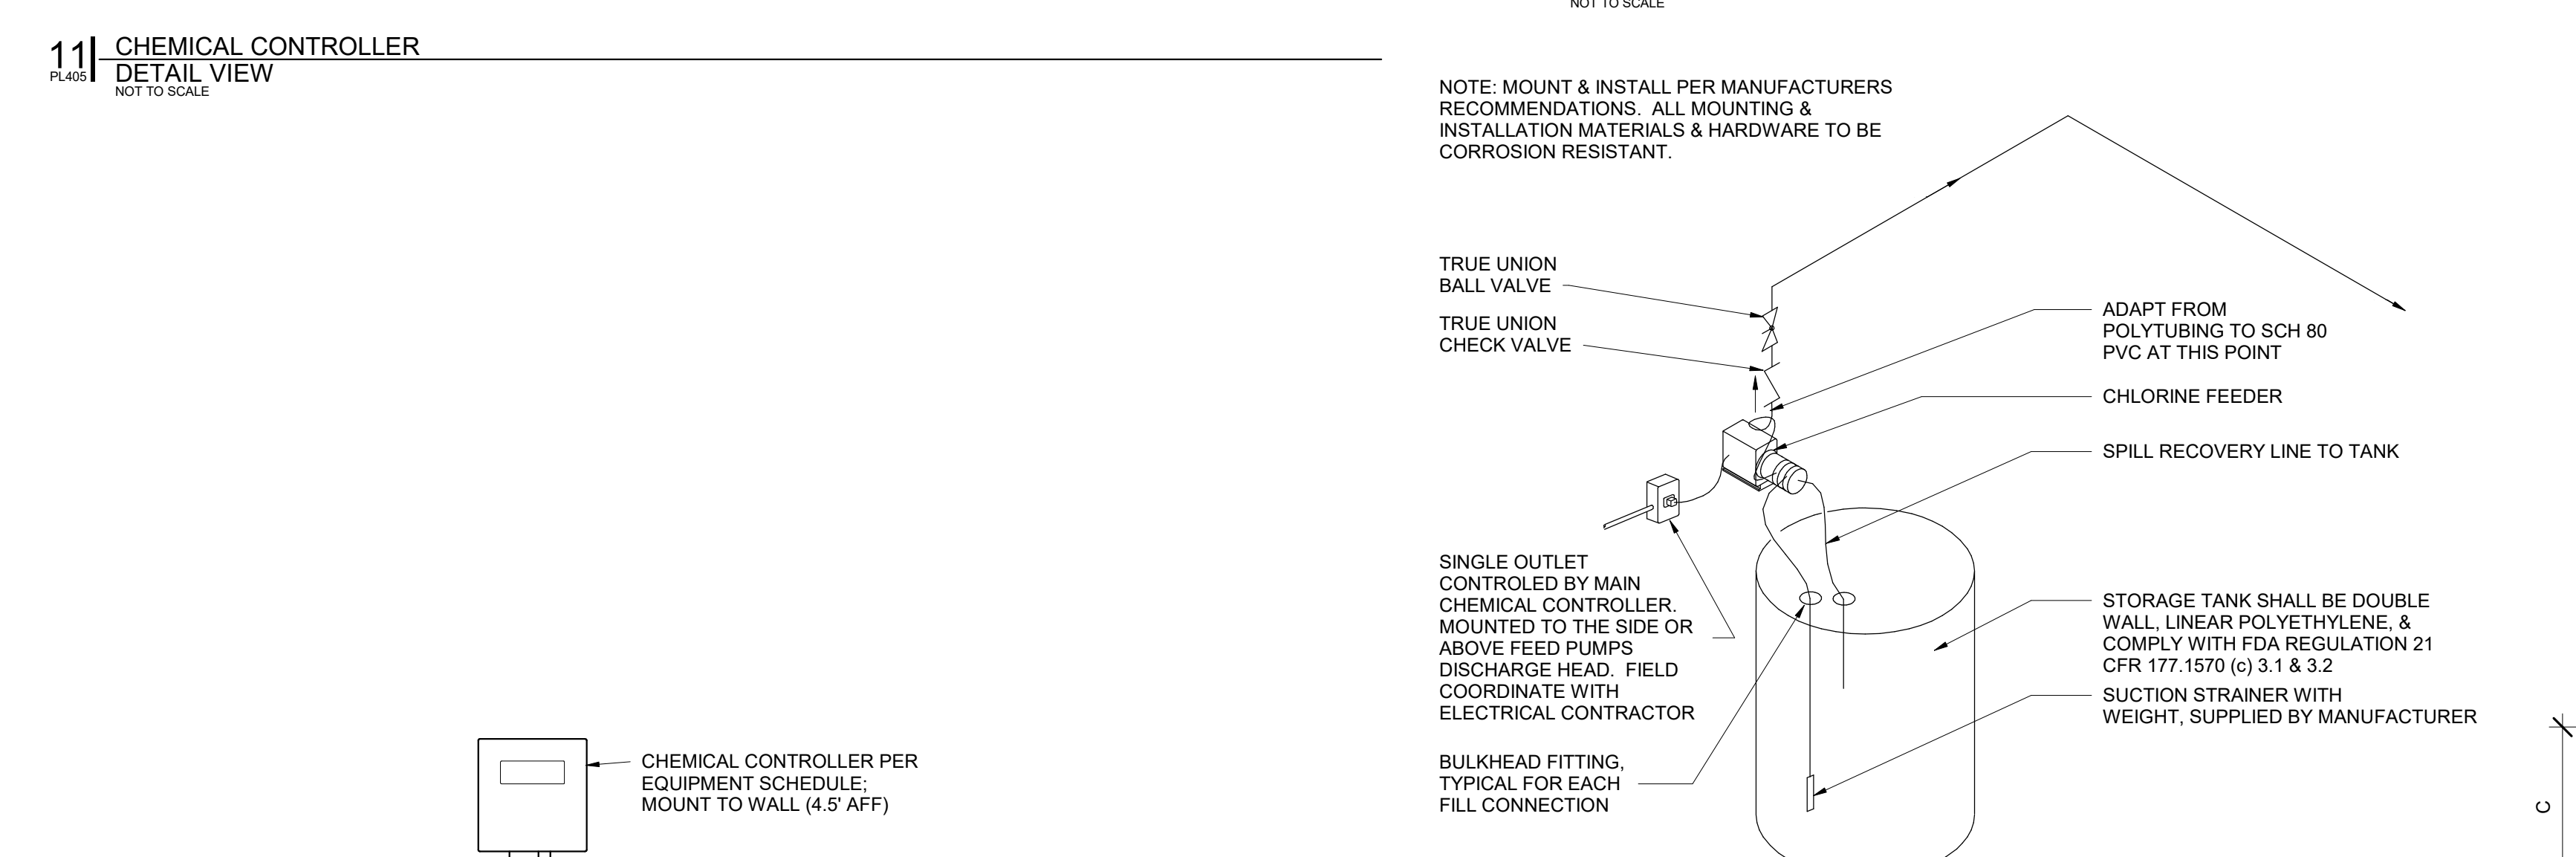 NOT TO SCALE
11
PL405
CHEMICAL CONTROLLER
DETAIL VIEW
NOT TO SCALE
CHEMICAL CONTROLLER PER
EQUIPMENT SCHEDULE;
MOUNT TO WALL (4.5' AFF)
NOTE: MOUNT & INSTALL PER MANUFACTURERS
RECOMMENDATIONS.  ALL MOUNTING &
INSTALLATION MATERIALS & HARDWARE TO BE
CORROSION RESISTANT.
TRUE UNION
BALL VALVE
TRUE UNION
CHECK VALVE
SINGLE OUTLET
CONTROLED BY MAIN
CHEMICAL CONTROLLER.
MOUNTED TO THE SIDE OR
ABOVE FEED PUMPS
DISCHARGE HEAD.  FIELD
COORDINATE WITH
ELECTRICAL CONTRACTOR
BULKHEAD FITTING,
TYPICAL FOR EACH
FILL CONNECTION
ADAPT FROM
POLYTUBING TO SCH 80
PVC AT THIS POINT
CHLORINE FEEDER
SPILL RECOVERY LINE TO TANK
STORAGE TANK SHALL BE DOUBLE
WALL, LINEAR POLYETHYLENE, &
COMPLY WITH FDA REGULATION 21
CFR 177.1570 (c) 3.1 & 3.2
SUCTION STRAINER WITH
WEIGHT, SUPPLIED BY MANUFACTURER
C